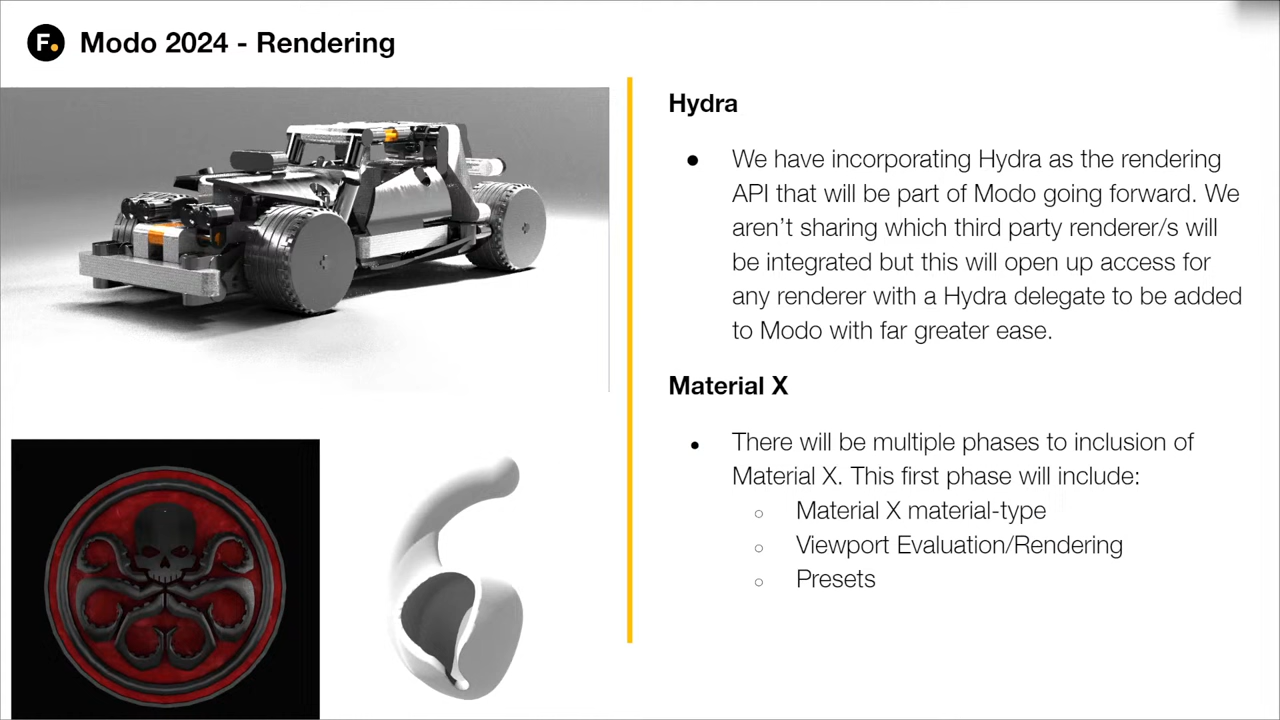 F.
Modo 2024 - Rendering
Hydra
● We have incorporating Hydra as the rendering
API that will be part of Modo going forward. We
aren’t sharing which third party renderer/s will
be integrated but this will open up access for
any renderer with a Hydra delegate to be added
to Modo with far greater ease.
Material X
● There will be multiple phases to inclusion of
Material X. This first phase will include:
○ Material X material-type
○ Viewport Evaluation/Rendering
○ Presets